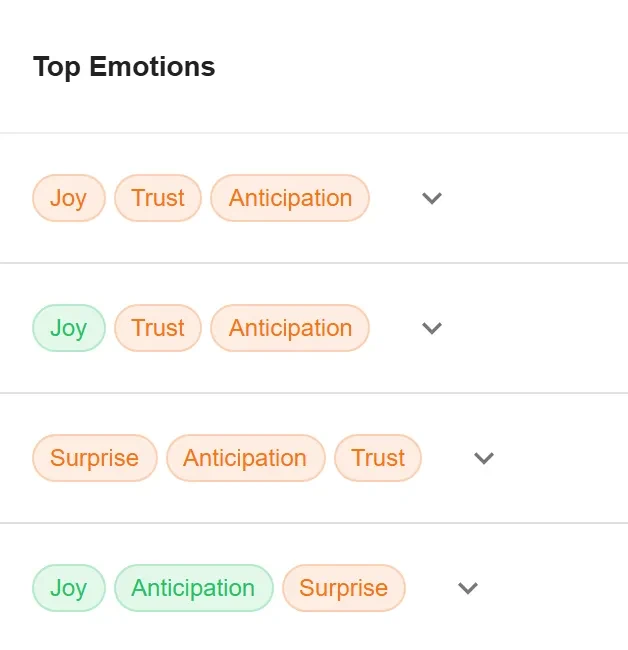 Top Emotions
Joy Trust Anticipation
Joy Trust Anticipation
Surprise Anticipation Trust
Joy Anticipation Surprise